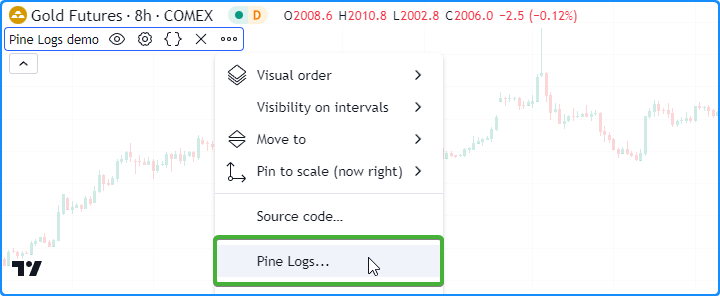 Gold Futures · 8h · COMEX D O2008.6 H2010.8 L2002.8 C2006.0 −2.5 (−0.12%)
Pine Logs demo
Visual order
Visibility on intervals
Move to
Pin to scale (now right)
Source code...
Pine Logs...